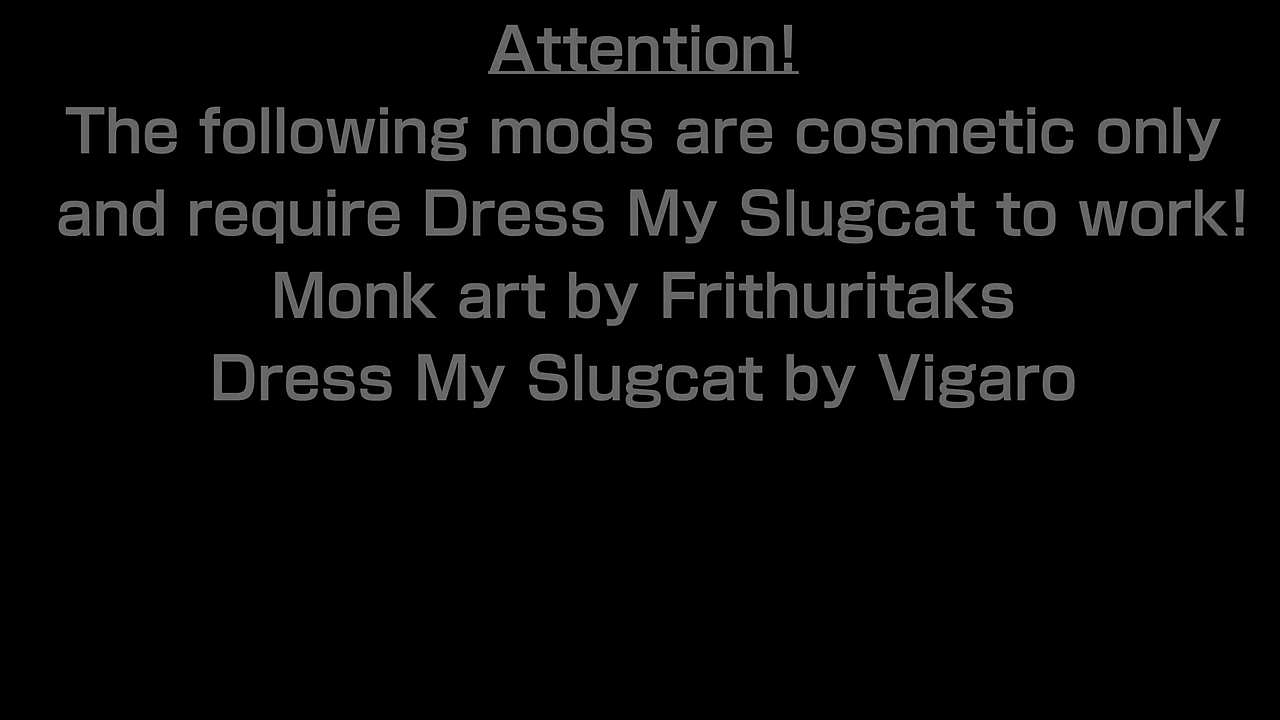 Attention!
The following mods are cosmetic only
and require Dress My Slugcat to work!
Monk art by Frithuritaks
Dress My Slugcat by Vigaro